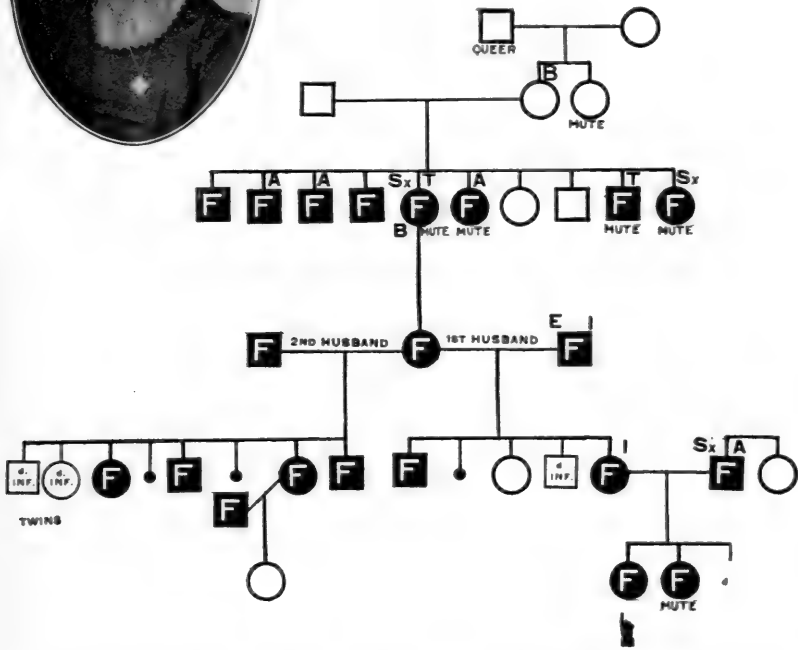 QUEER
B
MUTE
A A Sx T A T Sx
F F F F F F F F
B MUTE MUTE MUTE MUTE
E I
F 2ND HUSBAND F 1ST HUSBAND F
I Sx A
d. INF. d. INF. F F F F F d INF. F F
TWINS
F
F F
MUTE